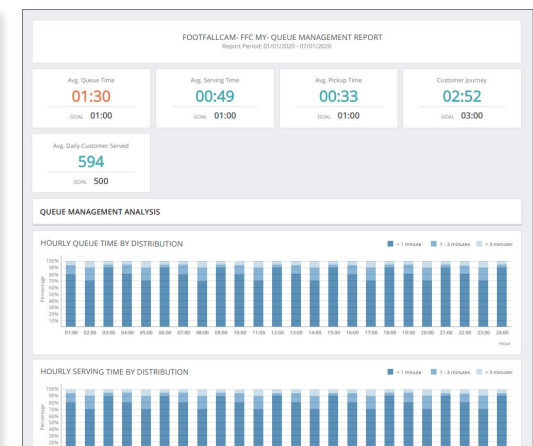 FOOTFALLCAM- FFC MY- QUEUE MANAGEMENT REPORT
Report Period: 01/01/2020 - 07/01/2020
Avg. Queue Time
01:30
GOAL 01:00
Avg. Serving Time
00:49
GOAL 01:00
Avg. Pickup Time
00:33
GOAL 01:00
Customer Journey
02:52
GOAL 03:00
Avg. Daily Customer Served
594
GOAL 500
QUEUE MANAGEMENT ANALYSIS
HOURLY QUEUE TIME BY DISTRIBUTION
< 1 minute 1 - 3 minutes > 3 minutes
Percentage
100%
90%
80%
70%
60%
50%
40%
30%
20%
10%
01:00 02:00 03:00 04:00 05:00 06:00 07:00 08:00 09:00 10:00 11:00 12:00 13:00 14:00 15:00 16:00 17:00 18:00 19:00 20:00 21:00 22:00 23:00 24:00
Hour
HOURLY SERVING TIME BY DISTRIBUTION
< 1 minute 1 - 3 minutes > 3 minutes
Percentage
100%
90%
80%
70%
60%
50%
40%
30%
20%